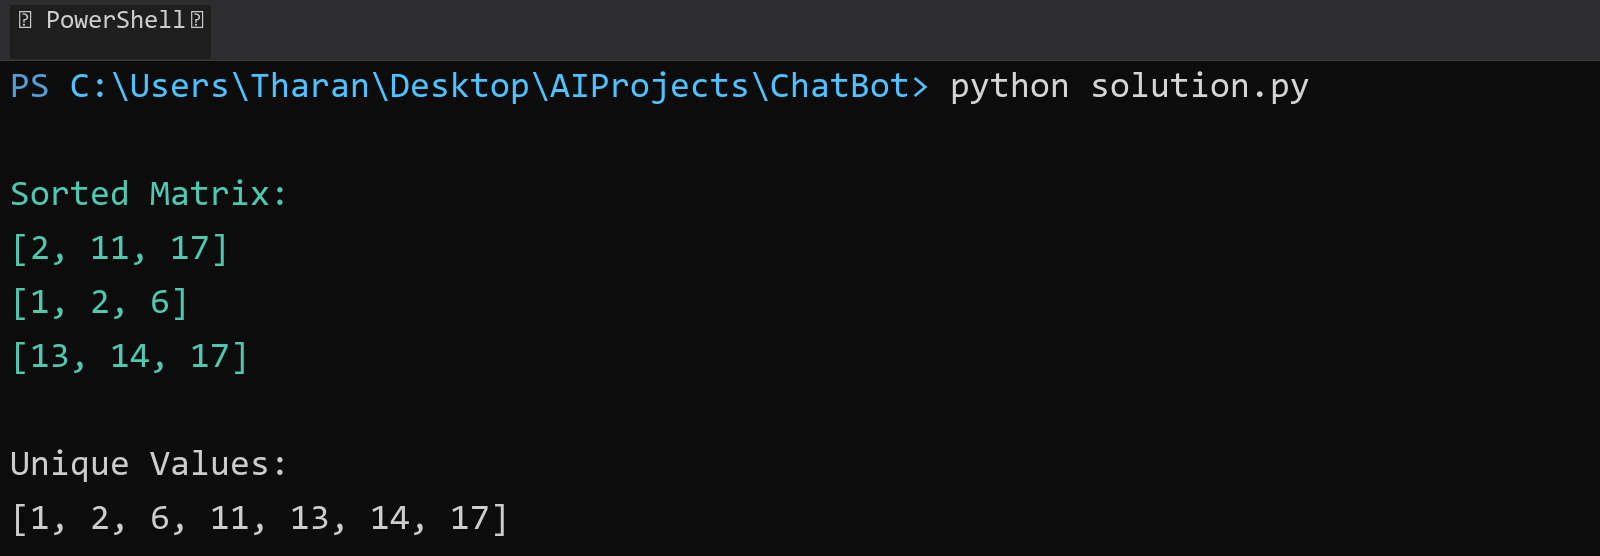 PowerShell
PS C:\Users\Tharan\Desktop\AIProjects\ChatBot> python solution.py
Sorted Matrix:
[2, 11, 17]
[1, 2, 6]
[13, 14, 17]
Unique Values:
[1, 2, 6, 11, 13, 14, 17]